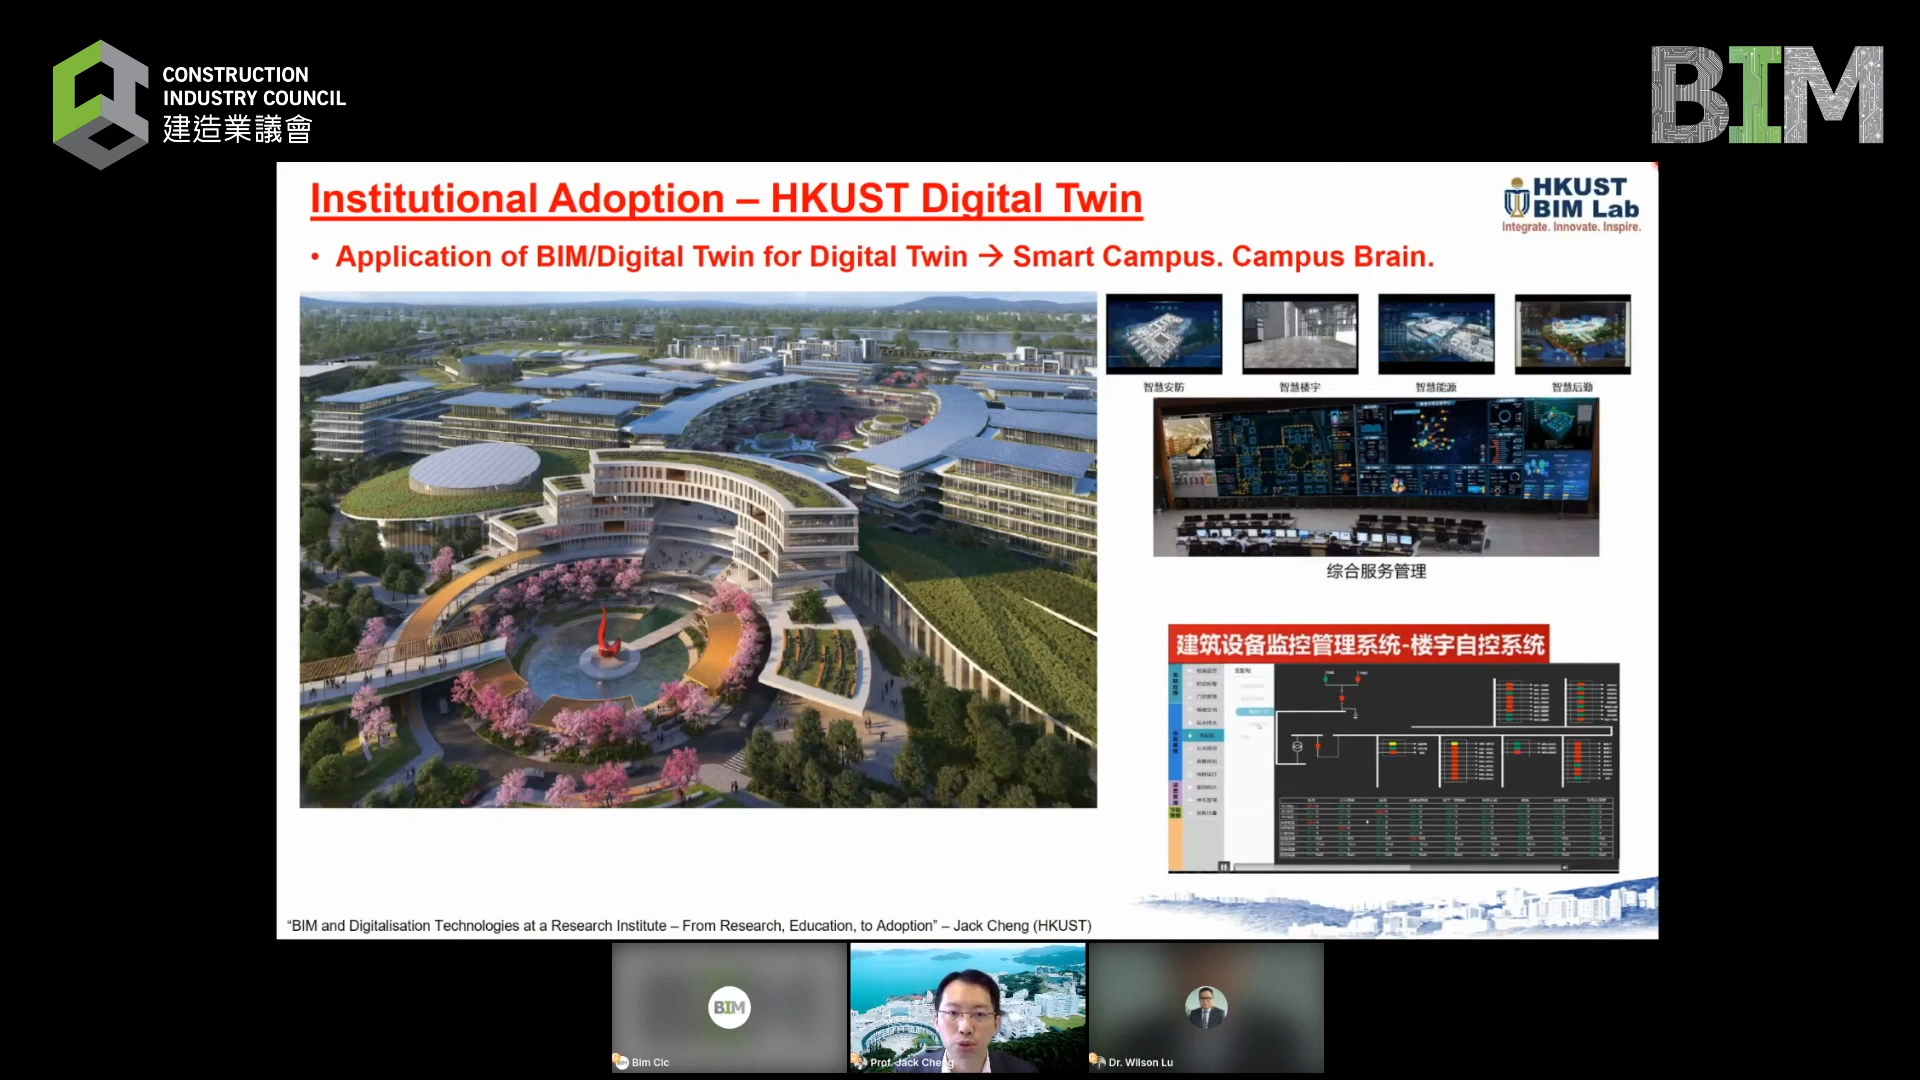 CONSTRUCTION
INDUSTRY COUNCIL
建造業議會
BIM
Institutional Adoption – HKUST Digital Twin
HKUST
BIM Lab
Integrate. Innovate. Inspire.
• Application of BIM/Digital Twin for Digital Twin → Smart Campus. Campus Brain.
智慧安防
智慧楼宇
智慧能源
智慧后勤
综合服务管理
建筑设备监控管理系统-楼宇自控系统
“BIM and Digitalisation Technologies at a Research Institute – From Research, Education, to Adoption” – Jack Cheng (HKUST)
BIM
Bim Cic
Prof. Jack Cheng
Dr. Wilson Lu